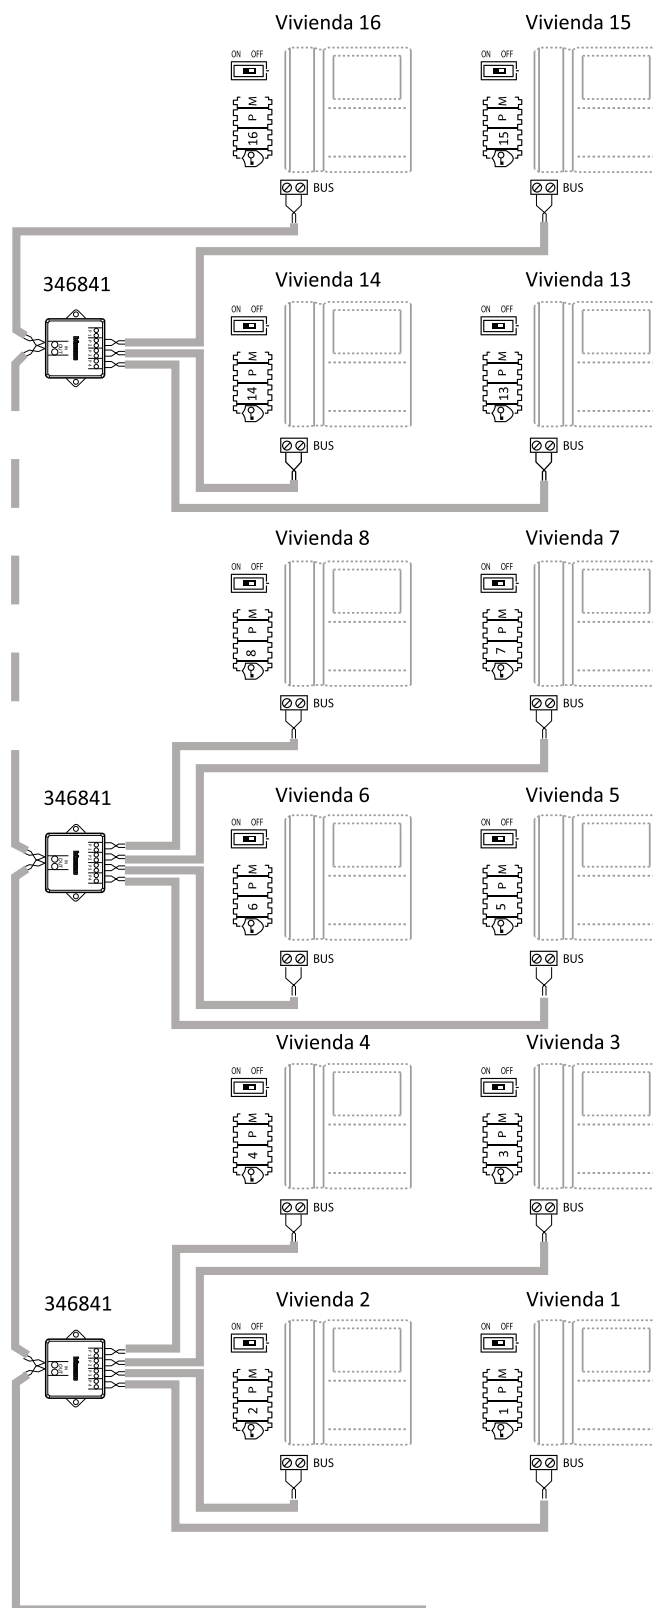 Vivienda 16
Vivienda 15
ON OFF
ON OFF
M
P
16
M
P
15
BUS
BUS
346841
Vivienda 14
Vivienda 13
ON OFF
ON OFF
M
P
14
M
P
13
BUS
BUS
Vivienda 8
Vivienda 7
ON OFF
ON OFF
M
P
8
M
P
7
BUS
BUS
346841
Vivienda 6
Vivienda 5
ON OFF
ON OFF
M
P
6
M
P
5
BUS
BUS
Vivienda 4
Vivienda 3
ON OFF
ON OFF
M
P
4
M
P
3
BUS
BUS
346841
Vivienda 2
Vivienda 1
ON OFF
ON OFF
M
P
2
M
P
1
BUS
BUS